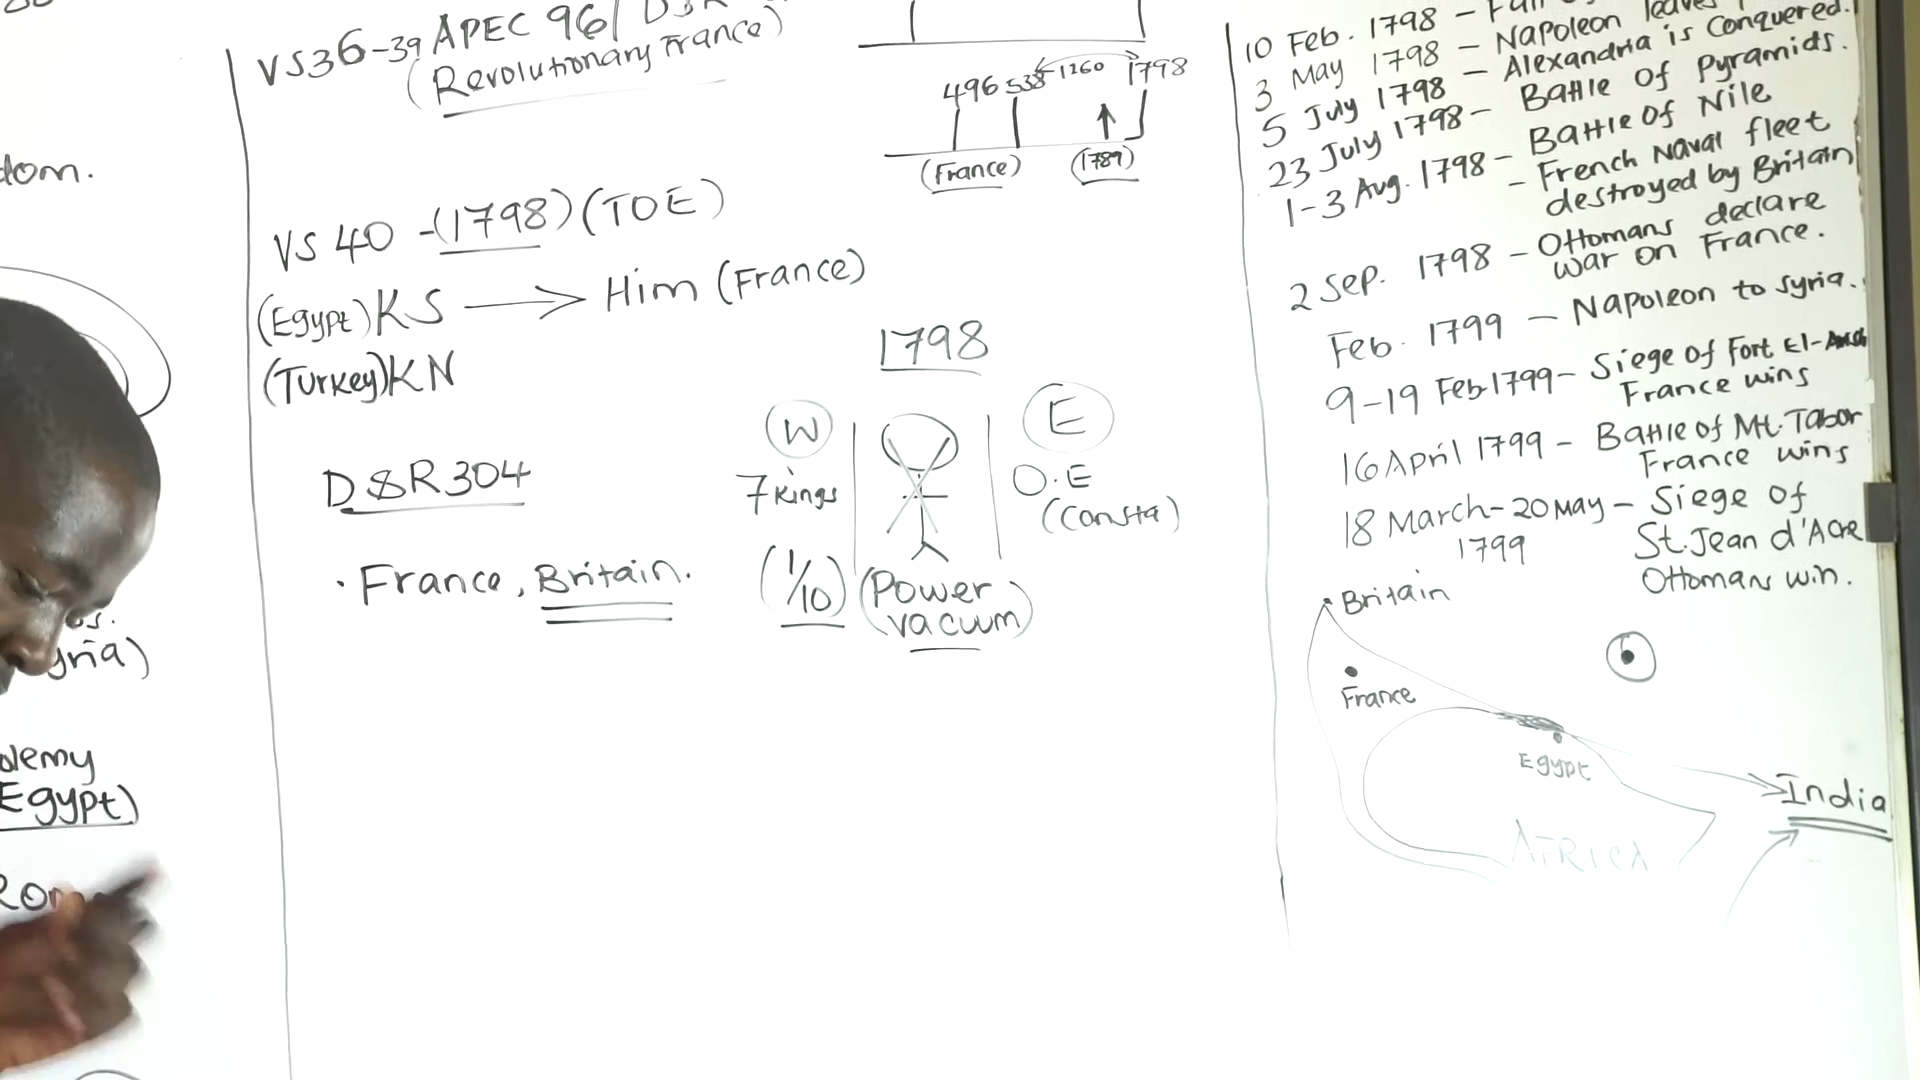 dom.
gria)
Egypt)
VS36-39 APEC 96/ DSR
(Revolutionary France)
496 538 1260 1798
(France) (1789)
VS 40 -(1798)(TOE)
(Egypt)KS → Him (France)
(Turkey)KN
1798
W E
7 kings O.E
(Consta)
D&R304
· France, Britain.
(1/10) (Power
vacuum)
10 Feb. 1798 -
3 May 1798 - Napoleon leaves
5 July 1798 - Alexandria is Conquered.
23 July 1798 - Battle of Pyramids.
1-3 Aug. 1798 - Battle of Nile
- French Naval fleet
destroyed by Britain
2 Sep. 1798 - Ottomans declare
war on France.
Feb. 1799 - Napoleon to Syria.
9-19 Feb 1799 - Siege of Fort El-
France wins
16 April 1799 - Battle of Mt. Tabor
France wins
18 March - 20 May - Siege of
1799 St. Jean d'Acre
Ottomans win.
Britain
France
Egypt
India
AFRICA